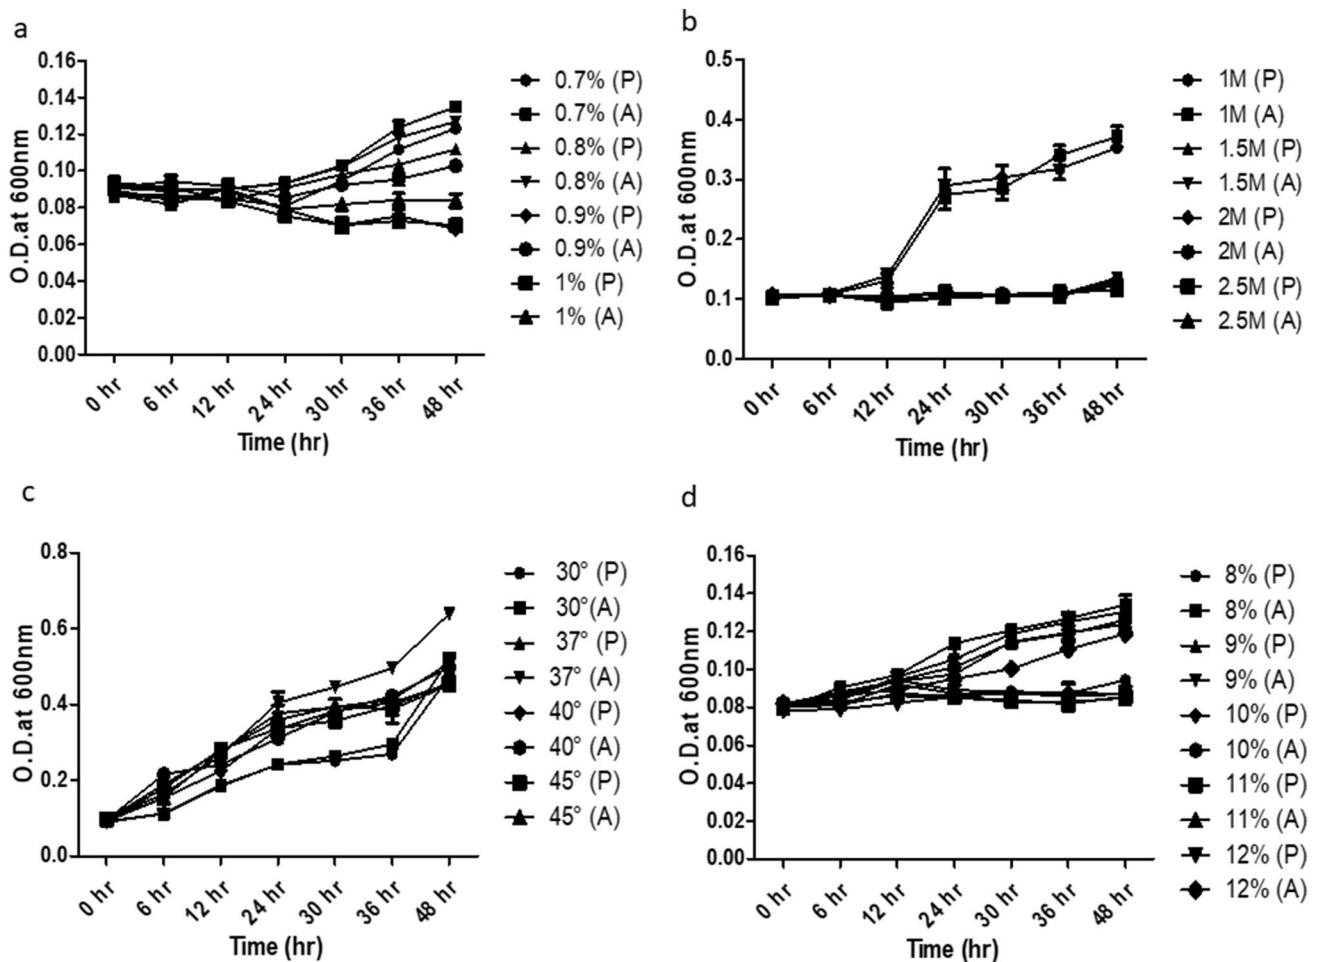 a
0.16
0.14
0.12
0.10
0.08
0.06
0.04
0.02
0.00
O.D.at 600nm
0 hr
6 hr
12 hr
24 hr
30 hr
36 hr
48 hr
Time (hr)
0.7% (P)
0.7% (A)
0.8% (P)
0.8% (A)
0.9% (P)
0.9% (A)
1% (P)
1% (A)
b
0.5
0.4
0.3
0.2
0.1
0.0
O.D.at 600nm
0 hr
6 hr
12 hr
24 hr
30 hr
36 hr
48 hr
Time (hr)
1M (P)
1M (A)
1.5M (P)
1.5M (A)
2M (P)
2M (A)
2.5M (P)
2.5M (A)
c
0.8
0.6
0.4
0.2
0.0
O.D.at 600nm
0 hr
6 hr
12 hr
24 hr
30 hr
36 hr
48 hr
Time (hr)
30° (P)
30°(A)
37° (P)
37° (A)
40° (P)
40° (A)
45° (P)
45° (A)
d
0.16
0.14
0.12
0.10
0.08
0.06
0.04
0.02
0.00
O.D.at 600nm
0 hr
6 hr
12 hr
24 hr
30 hr
36 hr
48 hr
Time (hr)
8% (P)
8% (A)
9% (P)
9% (A)
10% (P)
10% (A)
11% (P)
11% (A)
12% (P)
12% (A)